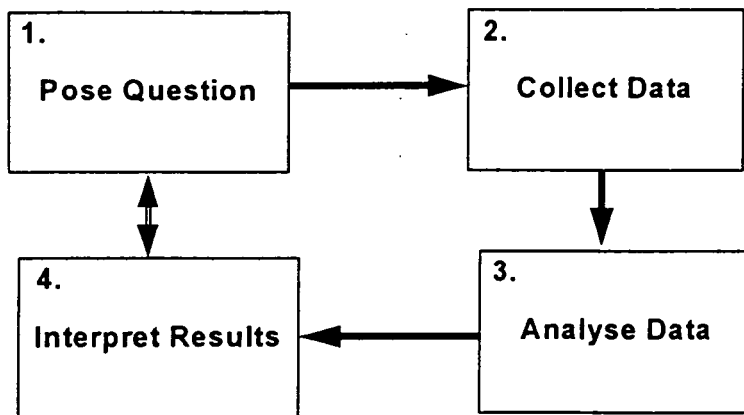 1.
Pose Question
2.
Collect Data
3.
Analyse Data
4.
Interpret Results